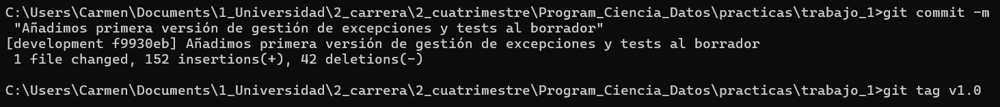 C:\Users\Carmen\Documents\1_Universidad\2_carrera\2_cuatrimestre\Program_Ciencia_Datos\practicas\trabajo_1>git commit -m
"Añadimos primera versión de gestión de excepciones y tests al borrador"
[development f9930eb] Añadimos primera versión de gestión de excepciones y tests al borrador
1 file changed, 152 insertions(+), 42 deletions(-)
C:\Users\Carmen\Documents\1_Universidad\2_carrera\2_cuatrimestre\Program_Ciencia_Datos\practicas\trabajo_1>git tag v1.0